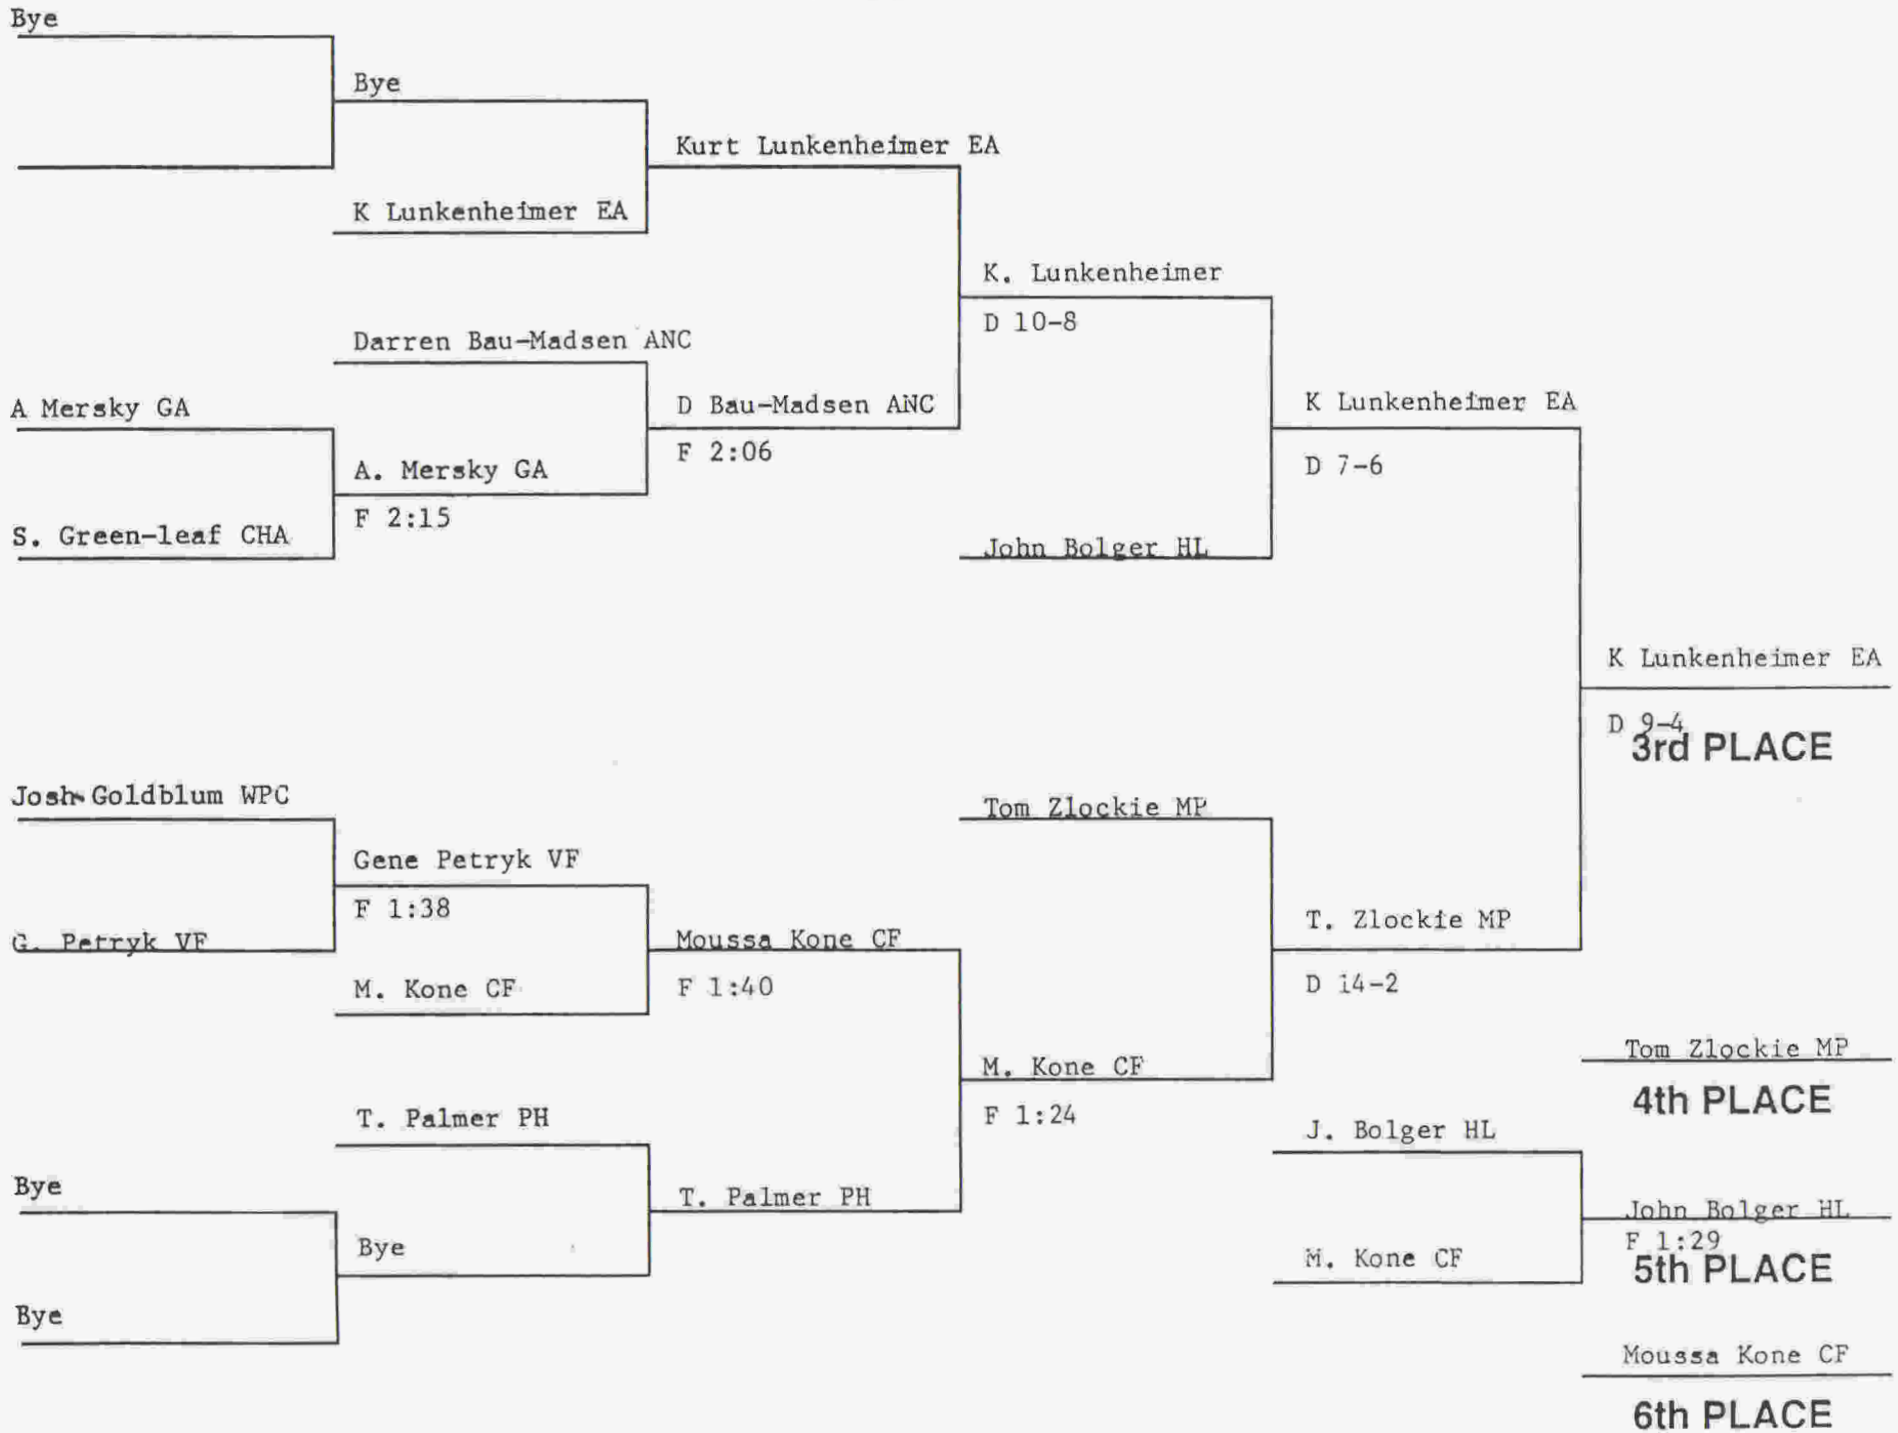 Bye
Bye
Kurt Lunkenheimer EA
K Lunkenheimer EA
K. Lunkenheimer
D 10-8
Darren Bau-Madsen ANC
A Mersky GA
D Bau-Madsen ANC
K Lunkenheimer EA
F 2:06
D 7-6
A. Mersky GA
F 2:15
S. Green-leaf CHA
John Bolger HL
K Lunkenheimer EA
D 9-4
3rd PLACE
Josh Goldblum WPC
Tom Zlockie MP
Gene Petryk VF
F 1:38
T. Zlockie MP
G. Petryk VF
Moussa Kone CF
M. Kone CF
F 1:40
D 14-2
Tom Zlockie MP
M. Kone CF
4th PLACE
F 1:24
T. Palmer PH
J. Bolger HL
Bye
T. Palmer PH
John Bolger HL
F 1:29
Bye
M. Kone CF
5th PLACE
Bye
Moussa Kone CF
6th PLACE